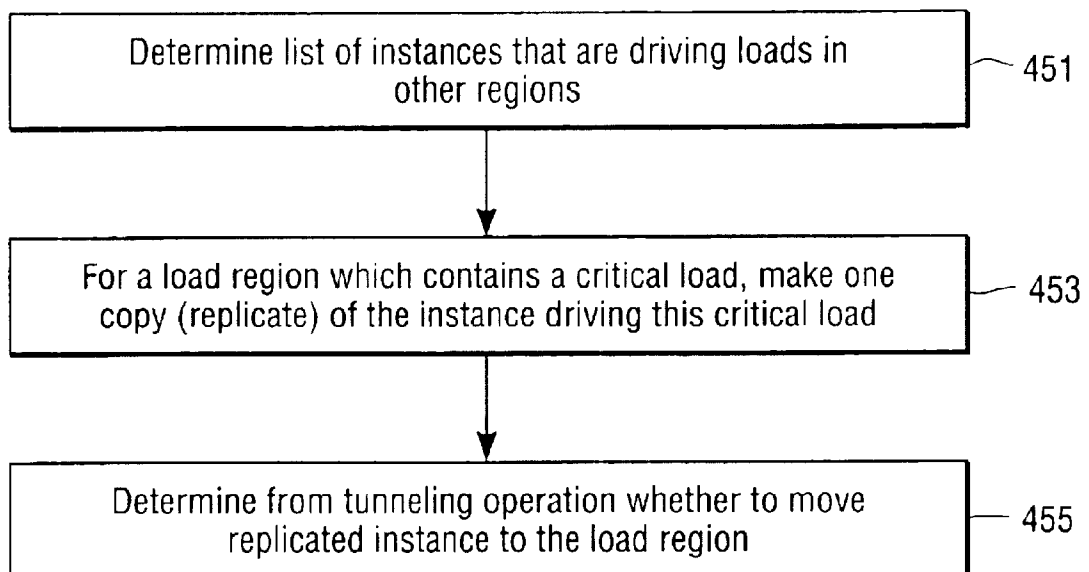 Determine list of instances that are driving loads in
other regions
451
For a load region which contains a critical load, make one
copy (replicate) of the instance driving this critical load
453
Determine from tunneling operation whether to move
replicated instance to the load region
455